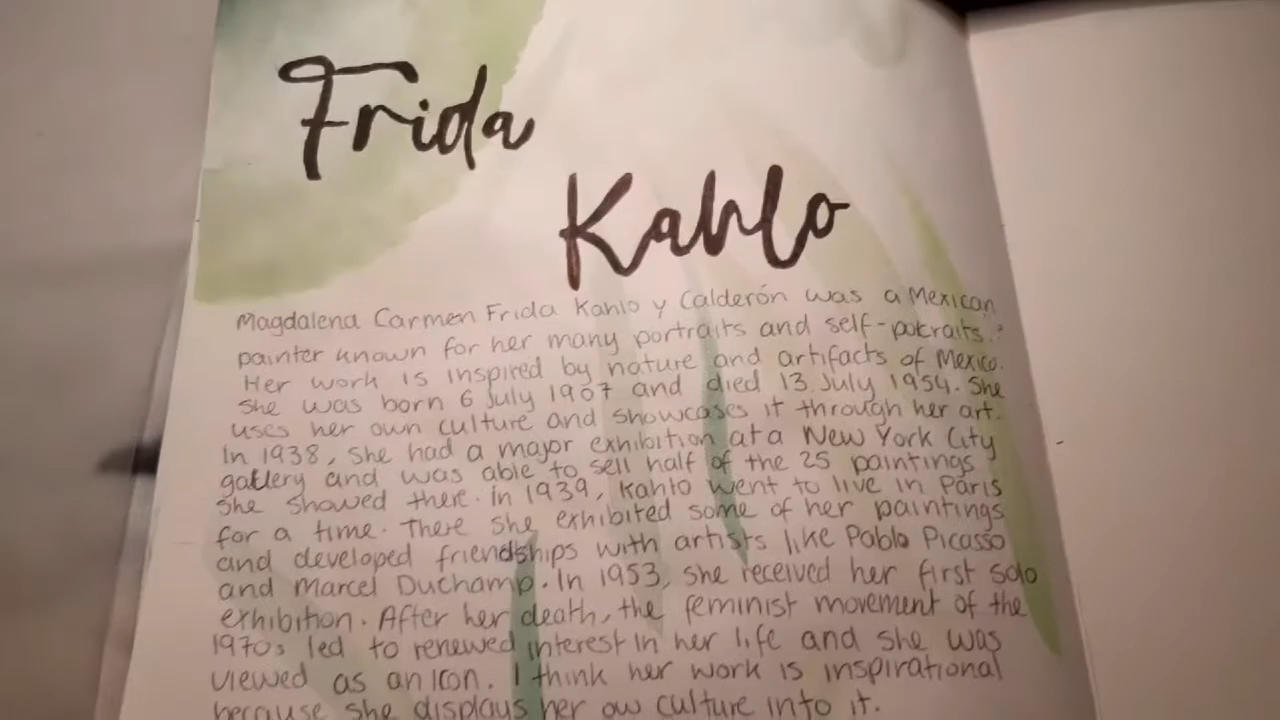 Frida
Kahlo
Magdalena Carmen Frida Kahlo y Calderón was a Mexican
painter known for her many portraits and self-potraits.
Her work is inspired by nature and artifacts of Mexico.
She was born 6 July 1907 and died 13 July 1954. She
uses her own culture and showcases it through her art.
In 1938, she had a major exhibition at a New York City
gallery and was able to sell half of the 25 paintings
she showed there. In 1939, Kahlo went to live in Paris
for a time. There she exhibited some of her paintings
and developed friendships with artists like Pablo Picasso
and Marcel Duchamp. In 1953, she received her first solo
exhibition. After her death, the feminist movement of the
1970s led to renewed interest in her life and she was
viewed as an icon. I think her work is inspirational
because she displays her ow culture into it.